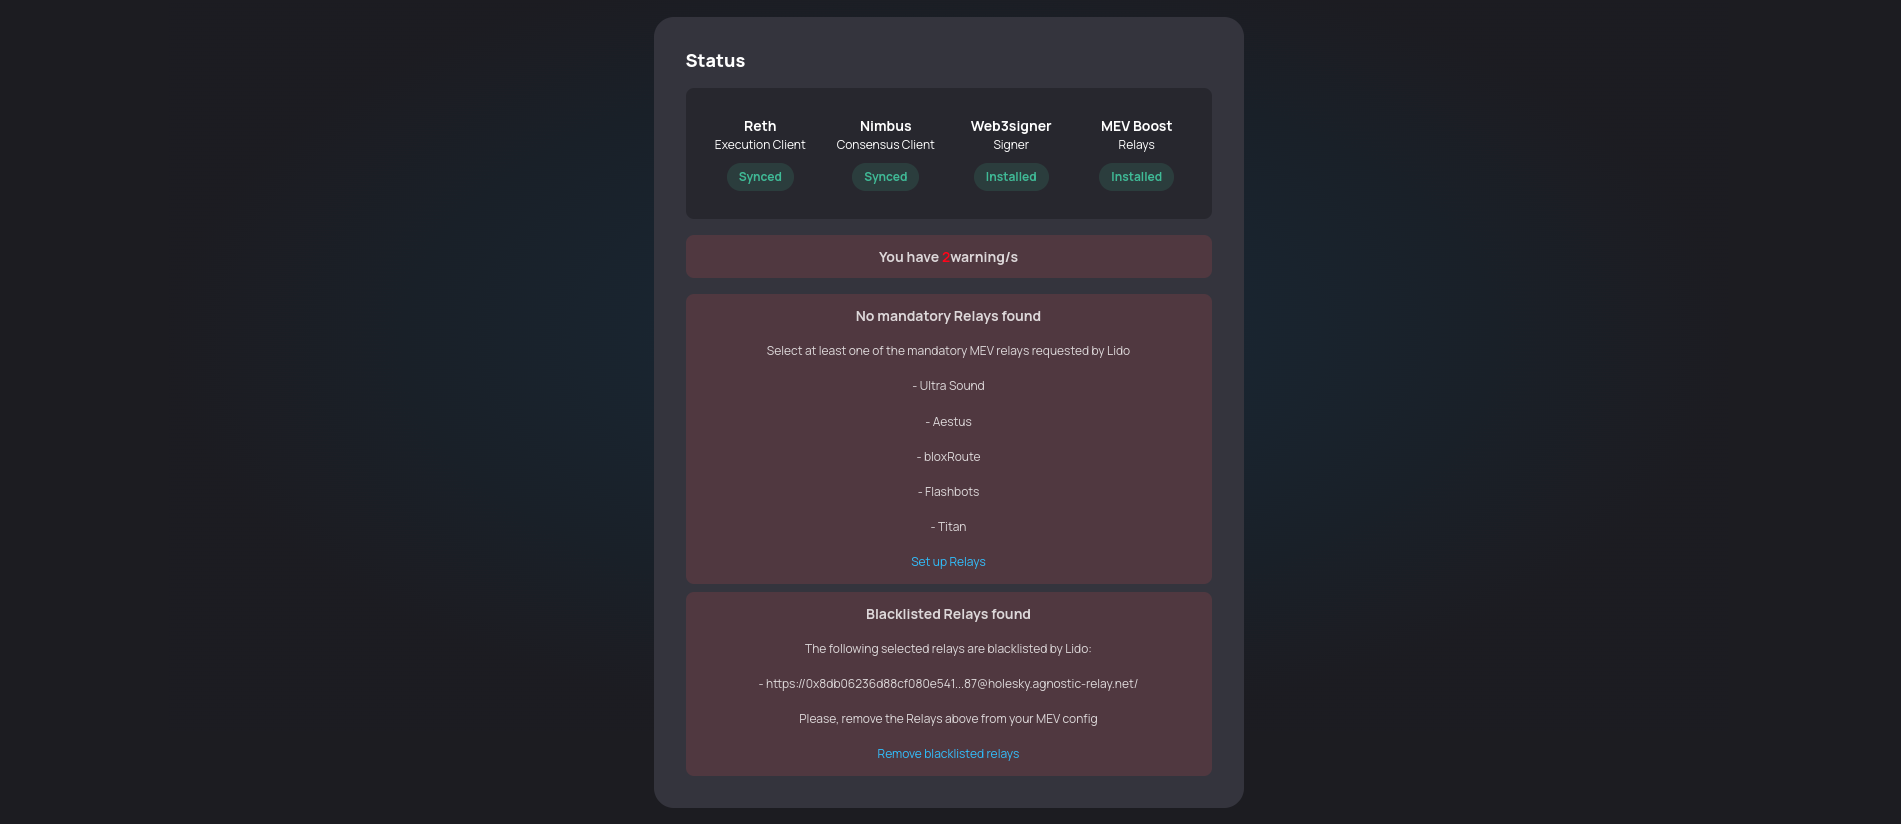 Status
Reth
Execution Client
Synced
Nimbus
Consensus Client
Synced
Web3signer
Signer
Installed
MEV Boost
Relays
Installed
You have 2warning/s
No mandatory Relays found
Select at least one of the mandatory MEV relays requested by Lido
- Ultra Sound
- Aestus
- bloxRoute
- Flashbots
- Titan
Set up Relays
Blacklisted Relays found
The following selected relays are blacklisted by Lido:
- https://0x8db06236d88cf080e541...87@holesky.agnostic-relay.net/
Please, remove the Relays above from your MEV config
Remove blacklisted relays